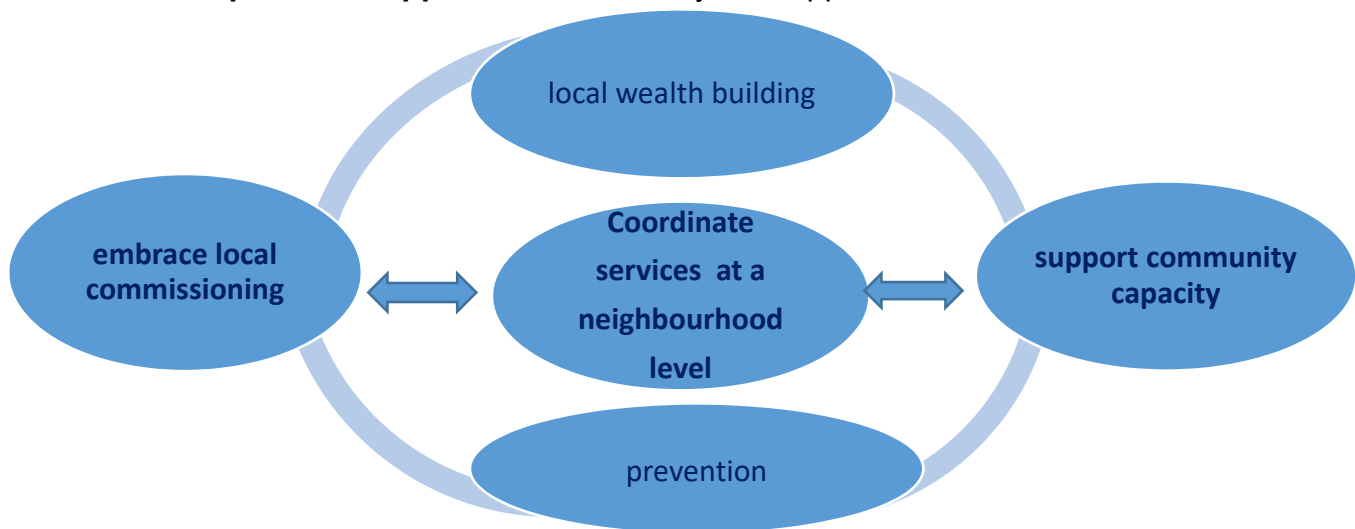 local wealth building
embrace local
commissioning
Coordinate
services at a
neighbourhood
level
support community
capacity
prevention